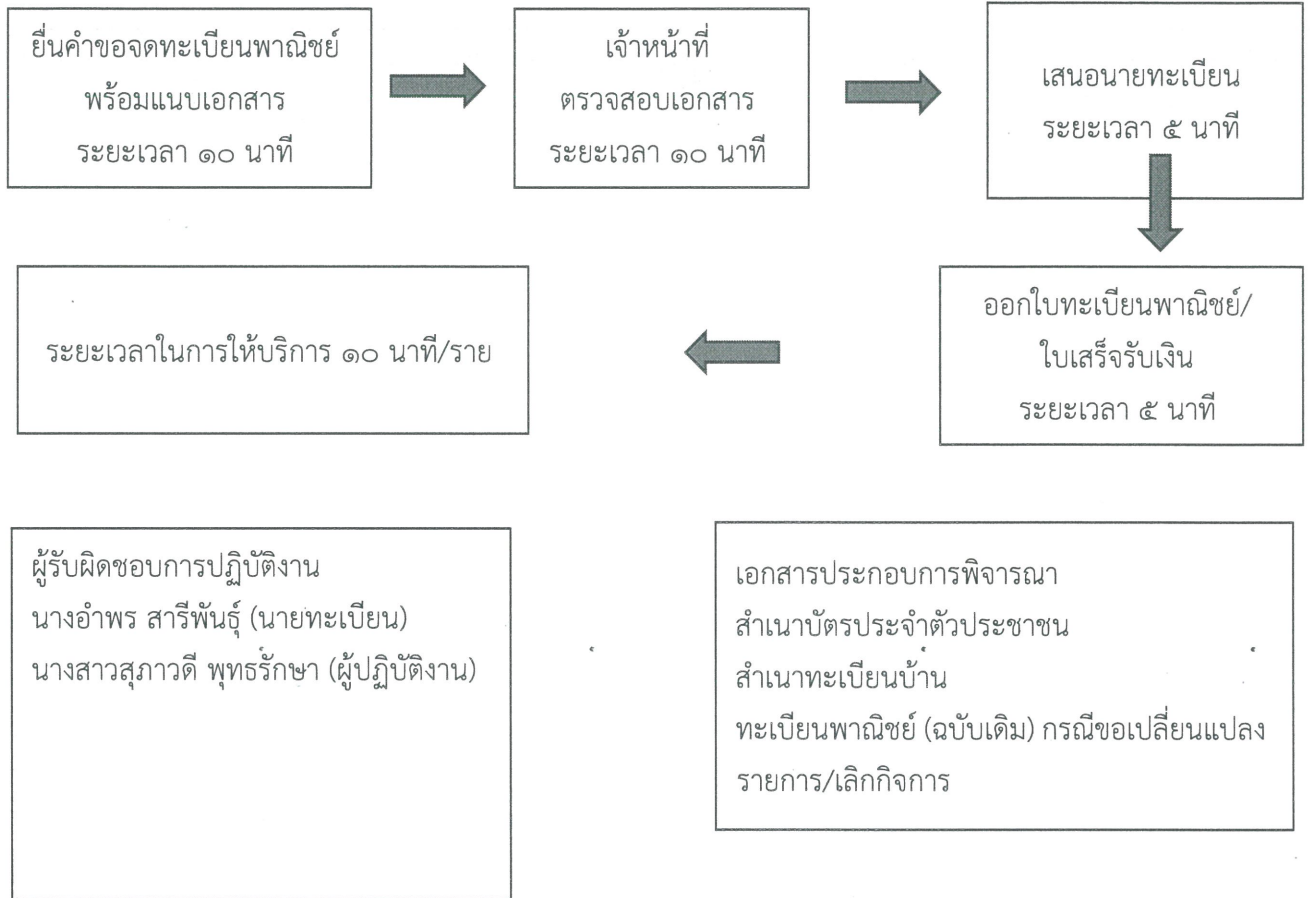 ยื่นคำขอจดทะเบียนพาณิชย์
พร้อมแนบเอกสาร
ระยะเวลา ๑๐ นาที
เจ้าหน้าที่
ตรวจสอบเอกสาร
ระยะเวลา ๑๐ นาที
เสนอนายทะเบียน
ระยะเวลา ๕ นาที
ออกใบทะเบียนพาณิชย์/
ใบเสร็จรับเงิน
ระยะเวลา ๕ นาที
ระยะเวลาในการให้บริการ ๑๐ นาที/ราย
ผู้รับผิดชอบการปฏิบัติงาน
นางอำพร สารีพันธุ์ (นายทะเบียน)
นางสาวสุภาวดี พุทธรักษา (ผู้ปฏิบัติงาน)
เอกสารประกอบการพิจารณา
สำเนาบัตรประจำตัวประชาชน
สำเนาทะเบียนบ้าน
ทะเบียนพาณิชย์ (ฉบับเดิม) กรณีขอเปลี่ยนแปลง
รายการ/เลิกกิจการ